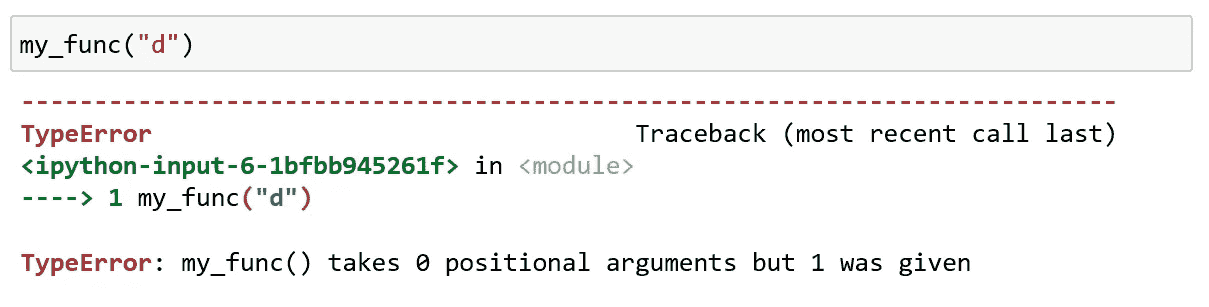 my_func("d")
---------------------------------------------------------------------------
TypeError Traceback (most recent call last)
<ipython-input-6-1bfbb945261f> in <module>
----> 1 my_func("d")
TypeError: my_func() takes 0 positional arguments but 1 was given